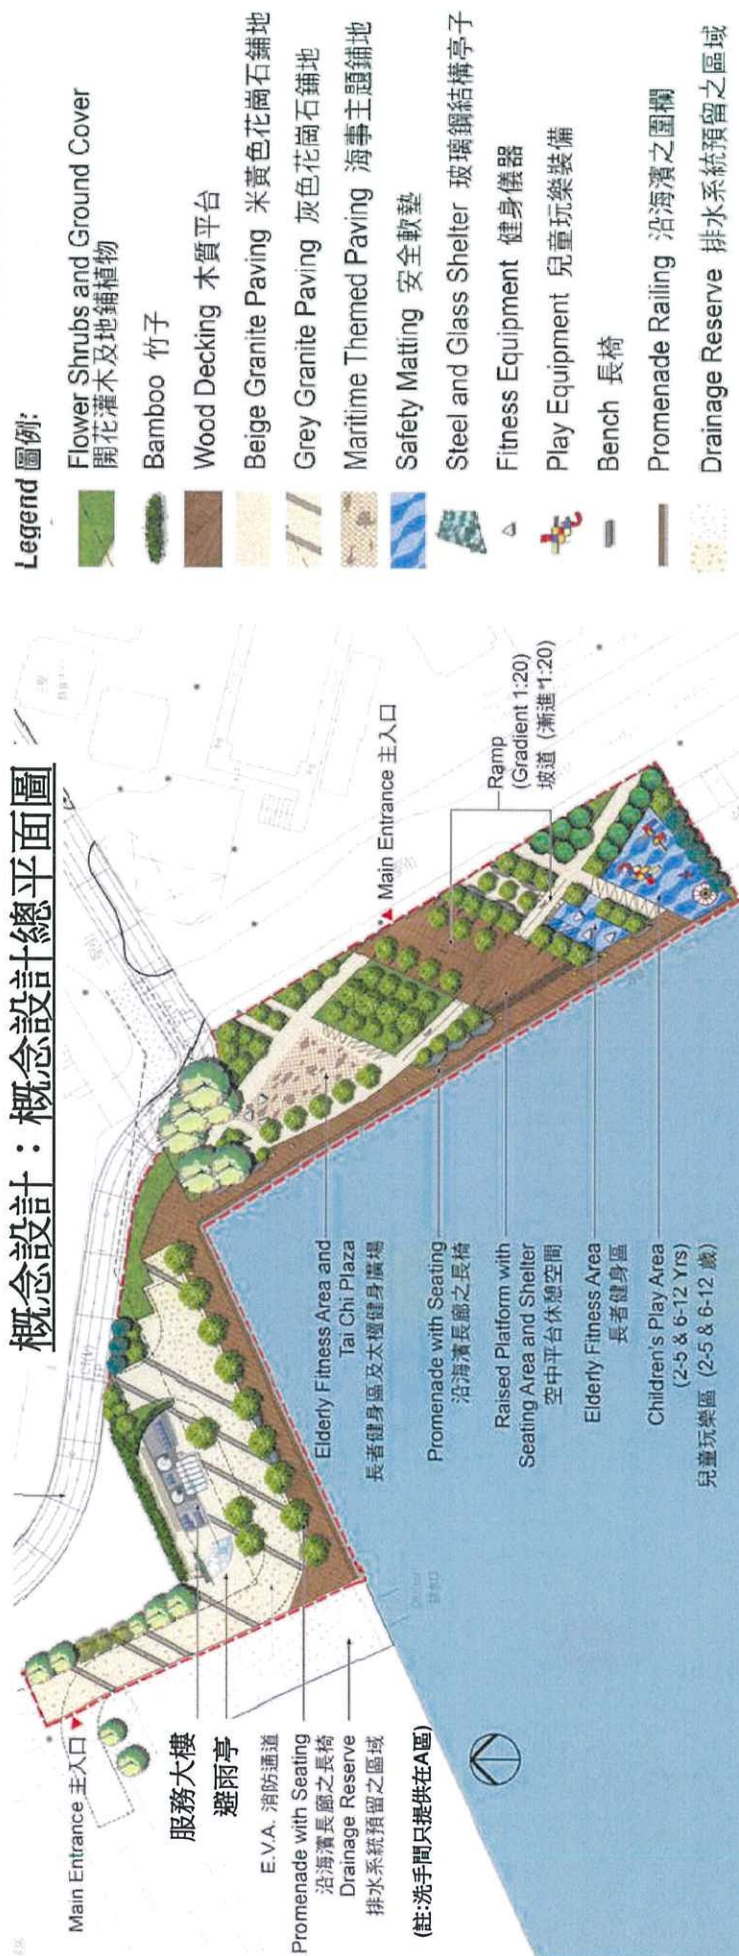 概念設計：概念設計總平面圖
Main Entrance 主入口
服務大樓
避雨亭
E.V.A. 消防通道
Promenade with Seating
沿海濱長廊之長椅
Drainage Reserve
排水系統預留之區域
(註:洗手間只提供在A區)
Elderly Fitness Area and
Tai Chi Plaza
長者健身區及太極健身廣場
Promenade with Seating
沿海濱長廊之長椅
Raised Platform with
Seating Area and Shelter
空中平台休憩空間
Elderly Fitness Area
長者健身區
Children's Play Area
(2-5 & 6-12 Yrs)
兒童玩樂區 (2-5 & 6-12 歲)
Main Entrance 主入口
Ramp
(Gradient 1:20)
坡道 (漸進*1:20)
Legend 圖例:
Flower Shrubs and Ground Cover
開花灌木及地鋪植物
Bamboo 竹子
Wood Decking 木質平台
Beige Granite Paving 米黃色花崗石鋪地
Grey Granite Paving 灰色花崗石鋪地
Maritime Themed Paving 海事主題鋪地
Safety Matting 安全軟墊
Steel and Glass Shelter 玻璃鋼結構亭子
Fitness Equipment 健身儀器
Play Equipment 兒童玩樂裝備
Bench 長椅
Promenade Railing 沿海濱之圍欄
Drainage Reserve 排水系統預留之區域